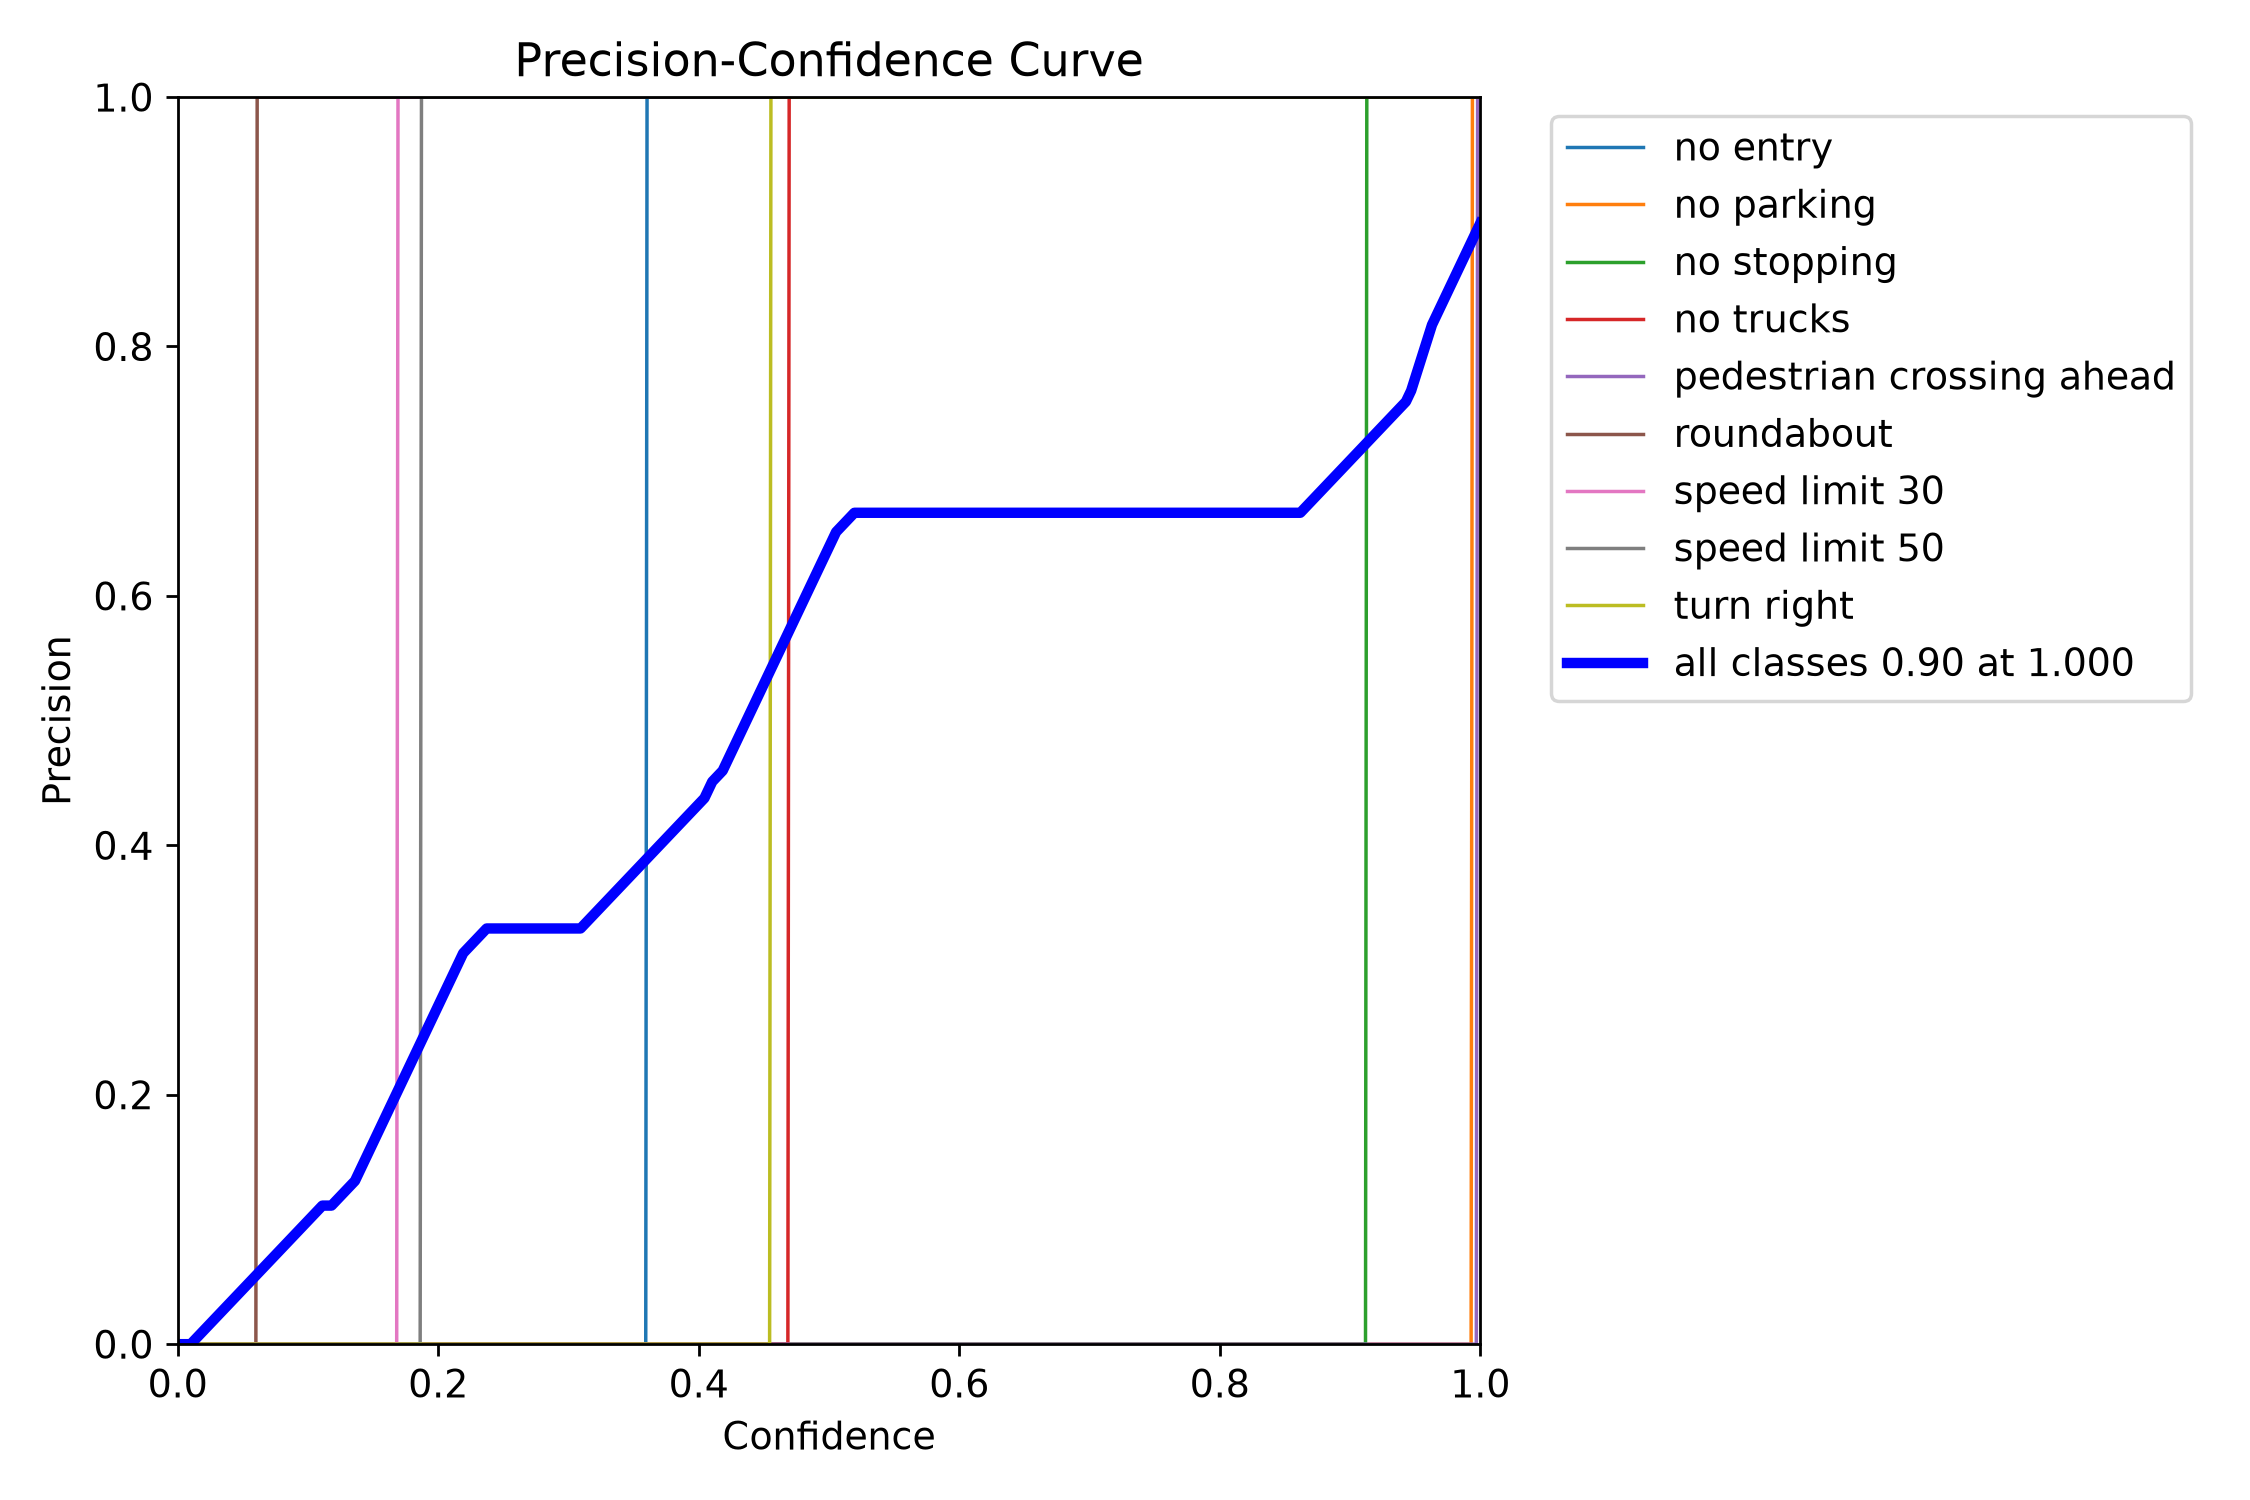 Precision-Confidence Curve
1.0
0.8
0.6
0.4
0.2
0.0
Precision
0.0 0.2 0.4 0.6 0.8 1.0
Confidence
no entry
no parking
no stopping
no trucks
pedestrian crossing ahead
roundabout
speed limit 30
speed limit 50
turn right
all classes 0.90 at 1.000